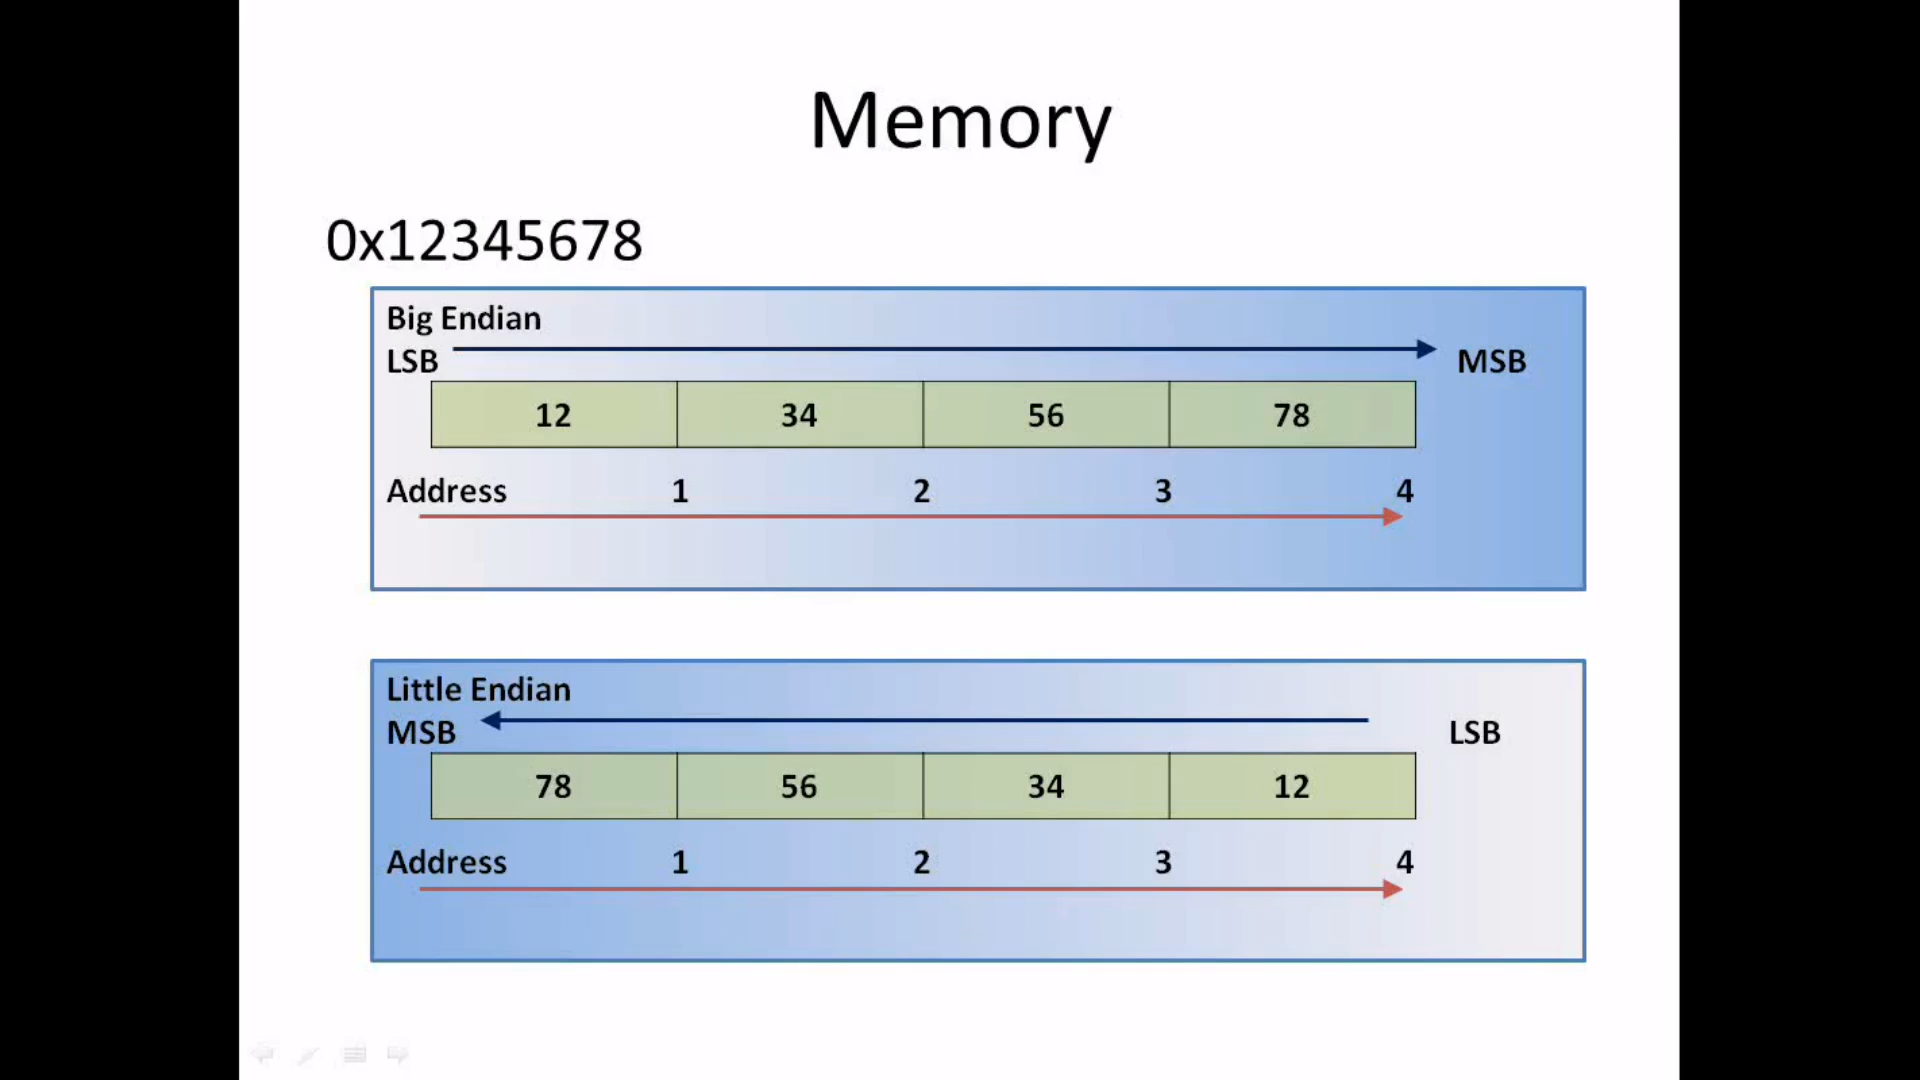 Memory
0x12345678
Big Endian
LSB MSB
12 34 56 78
Address 1 2 3 4
Little Endian
MSB LSB
78 56 34 12
Address 1 2 3 4